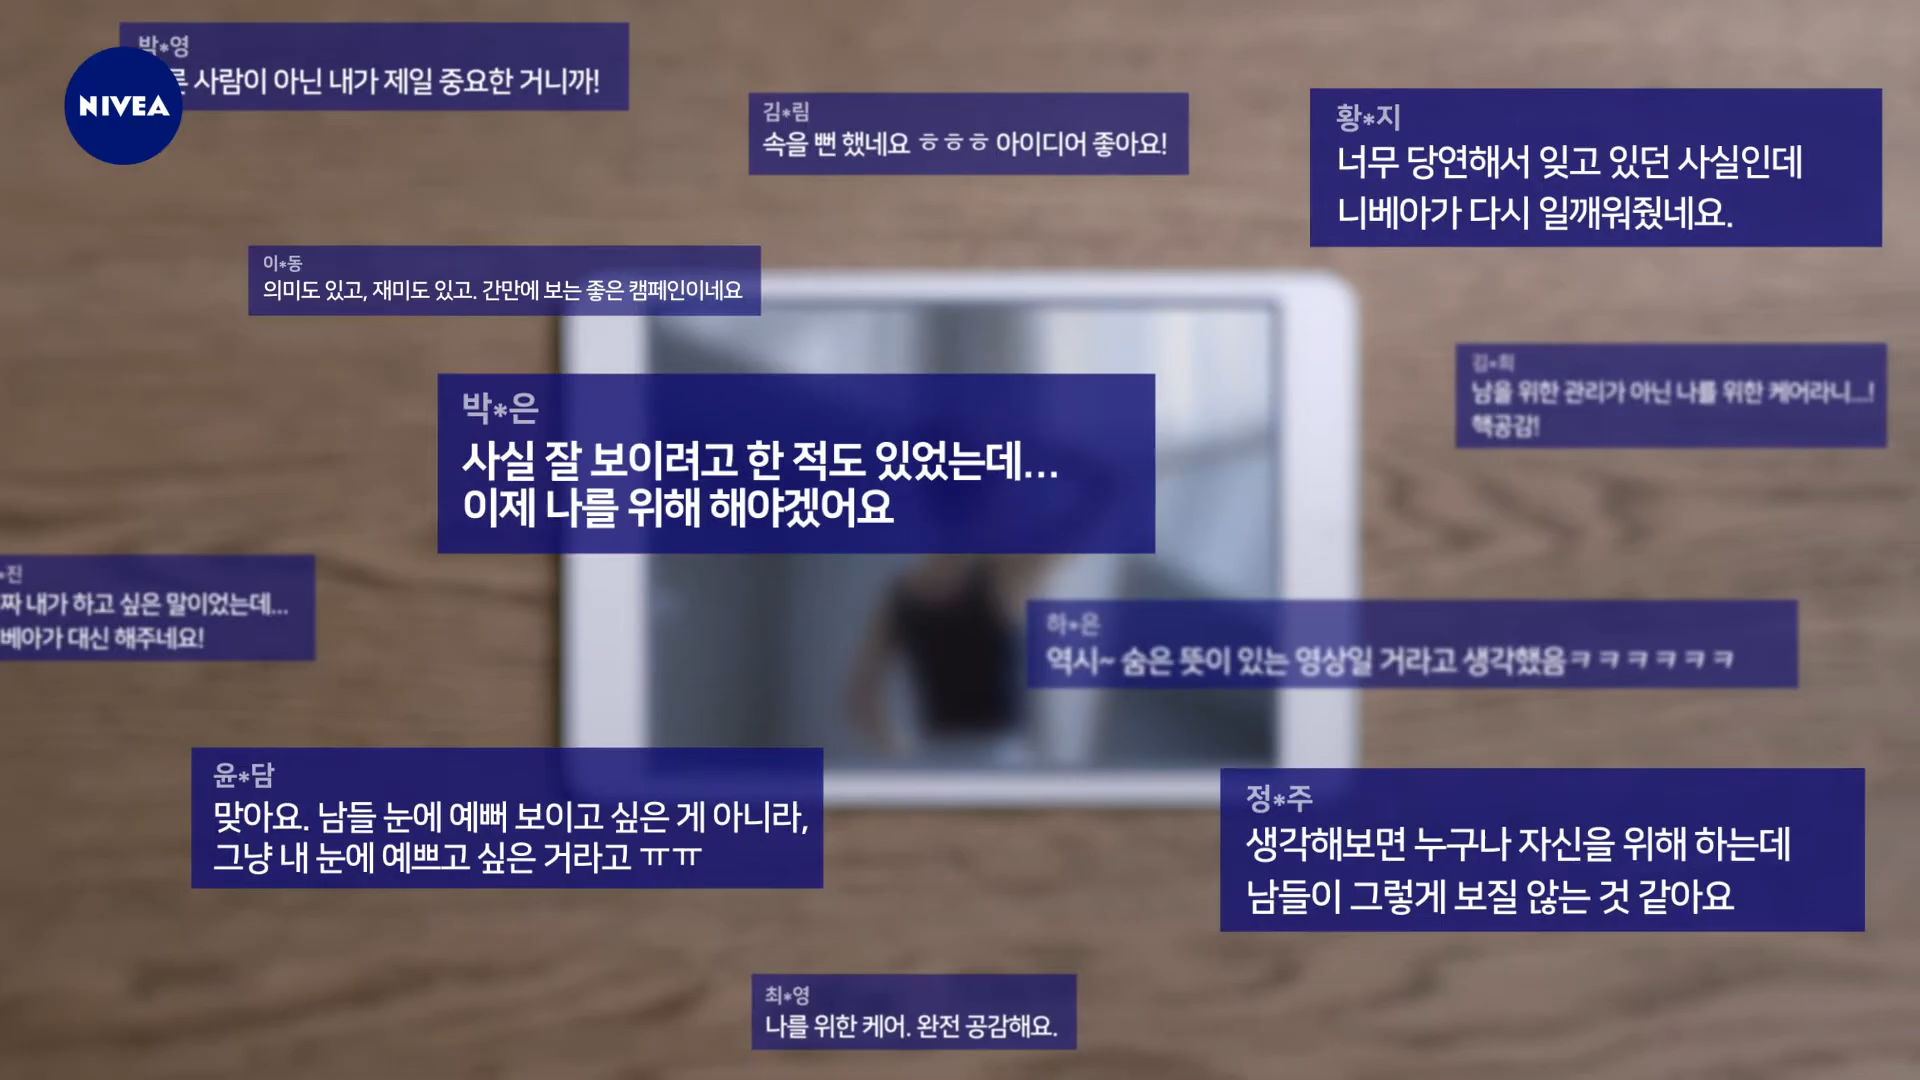 박*영
른 사람이 아닌 내가 제일 중요한 거니까!
NIVEA
김*림
속을 뻔 했네요 ㅎㅎㅎ 아이디어 좋아요!
황*지
너무 당연해서 잊고 있던 사실인데
니베아가 다시 일깨워줬네요.
이*동
의미도 있고, 재미도 있고. 간만에 보는 좋은 캠페인이네요
김*희
남을 위한 관리가 아닌 나를 위한 케어라니...!
핵공감!
박*은
사실 잘 보이려고 한 적도 있었는데...
이제 나를 위해 해야겠어요
*진
짜 내가 하고 싶은 말이었는데...
베아가 대신 해주네요!
하*은
역시~ 숨은 뜻이 있는 영상일 거라고 생각했음ㅋㅋㅋㅋㅋㅋ
윤*담
맞아요. 남들 눈에 예뻐 보이고 싶은 게 아니라,
그냥 내 눈에 예쁘고 싶은 거라고 ㅠㅠ
정*주
생각해보면 누구나 자신을 위해 하는데
남들이 그렇게 보질 않는 것 같아요
최*영
나를 위한 케어. 완전 공감해요.